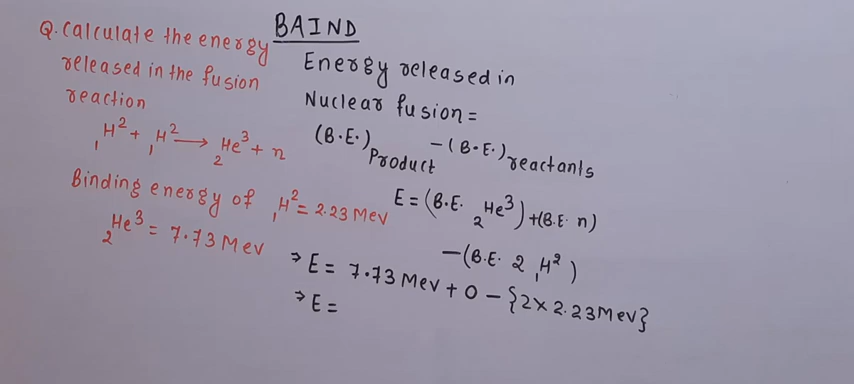 BAIND
Q. Calculate the energy
released in the fusion
reaction
₁H² + ₁H² → ₂He³ + n
Binding energy of ₁H² = 2.23 Mev
₂He³ = 7.73 Mev
Energy released in
Nuclear fusion =
(B.E.)Product - (B.E.)reactants
E = (B.E. ₂He³) + (B.E. n)
- (B.E. 2 ₁H²)
⇒ E = 7.73 Mev + 0 - {2 × 2.23 Mev}
⇒ E =